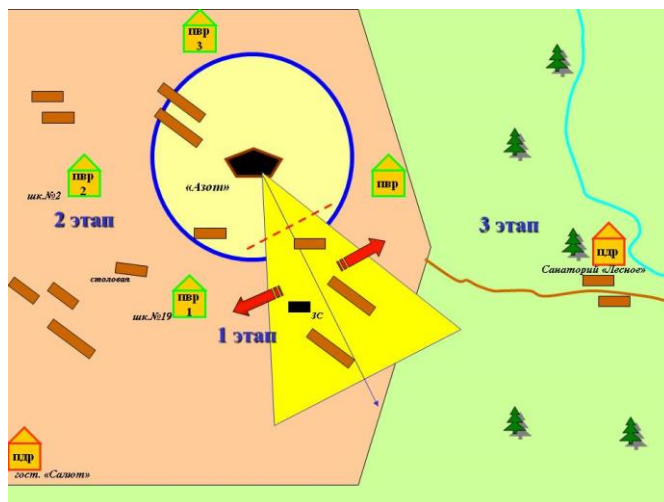 пвр
3
«Азот»
пвр
пвр
2
шк.№2
2 этап
3 этап
пдр
Санаторий «Лесное»
столовая
пвр
1
шк.№19
ЗС
1 этап
пдр
гост. «Салют»